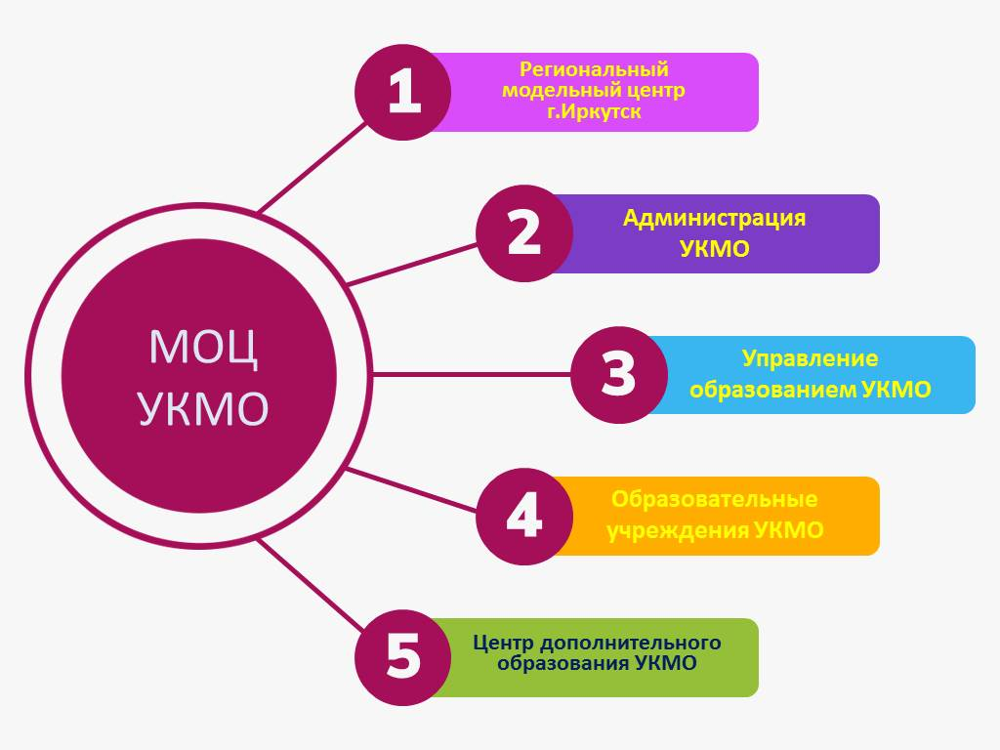 МОЦ
УКМО
1
Региональный
модельный центр
г.Иркутск
2
Администрация
УКМО
3
Управление
образованием УКМО
4
Образовательные
учреждения УКМО
5
Центр дополнительного
образования УКМО